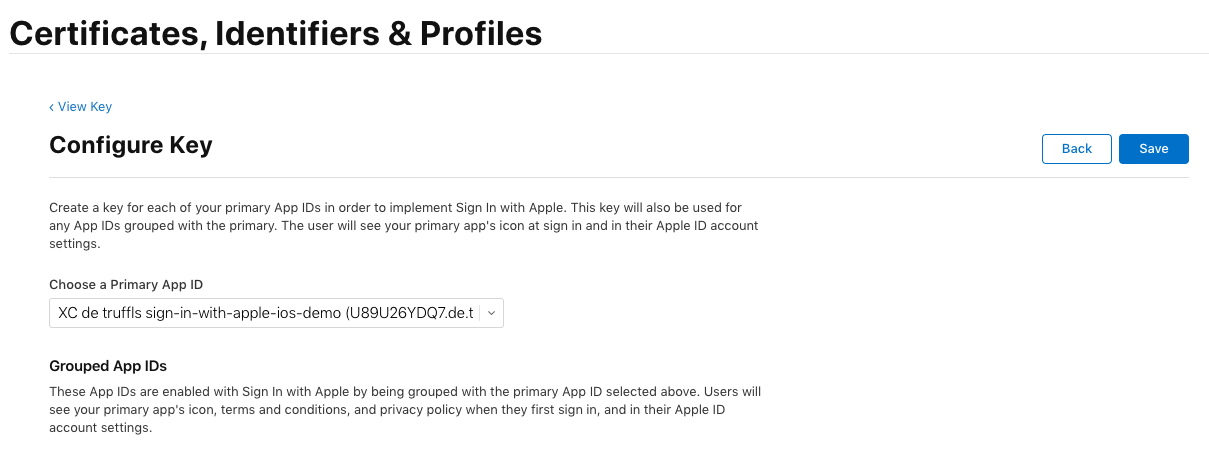 Certificates, Identifiers & Profiles
‹ View Key
Configure Key
Back
Save
Create a key for each of your primary App IDs in order to implement Sign In with Apple. This key will also be used for
any App IDs grouped with the primary. The user will see your primary app's icon at sign in and in their Apple ID account
settings.
Choose a Primary App ID
XC de truffls sign-in-with-apple-ios-demo (U89U26YDQ7.de.t
Grouped App IDs
These App IDs are enabled with Sign In with Apple by being grouped with the primary App ID selected above. Users will
see your primary app's icon, terms and conditions, and privacy policy when they first sign in, and in their Apple ID
account settings.